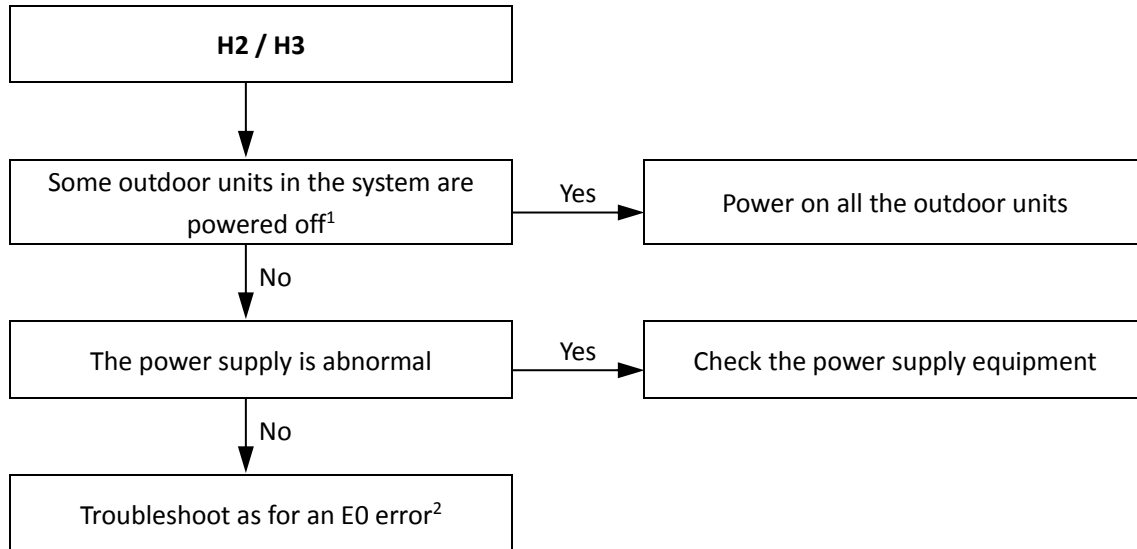 H2 / H3
Some outdoor units in the system are
powered off¹
Yes
Power on all the outdoor units
No
The power supply is abnormal
Yes
Check the power supply equipment
No
Troubleshoot as for an E0 error²